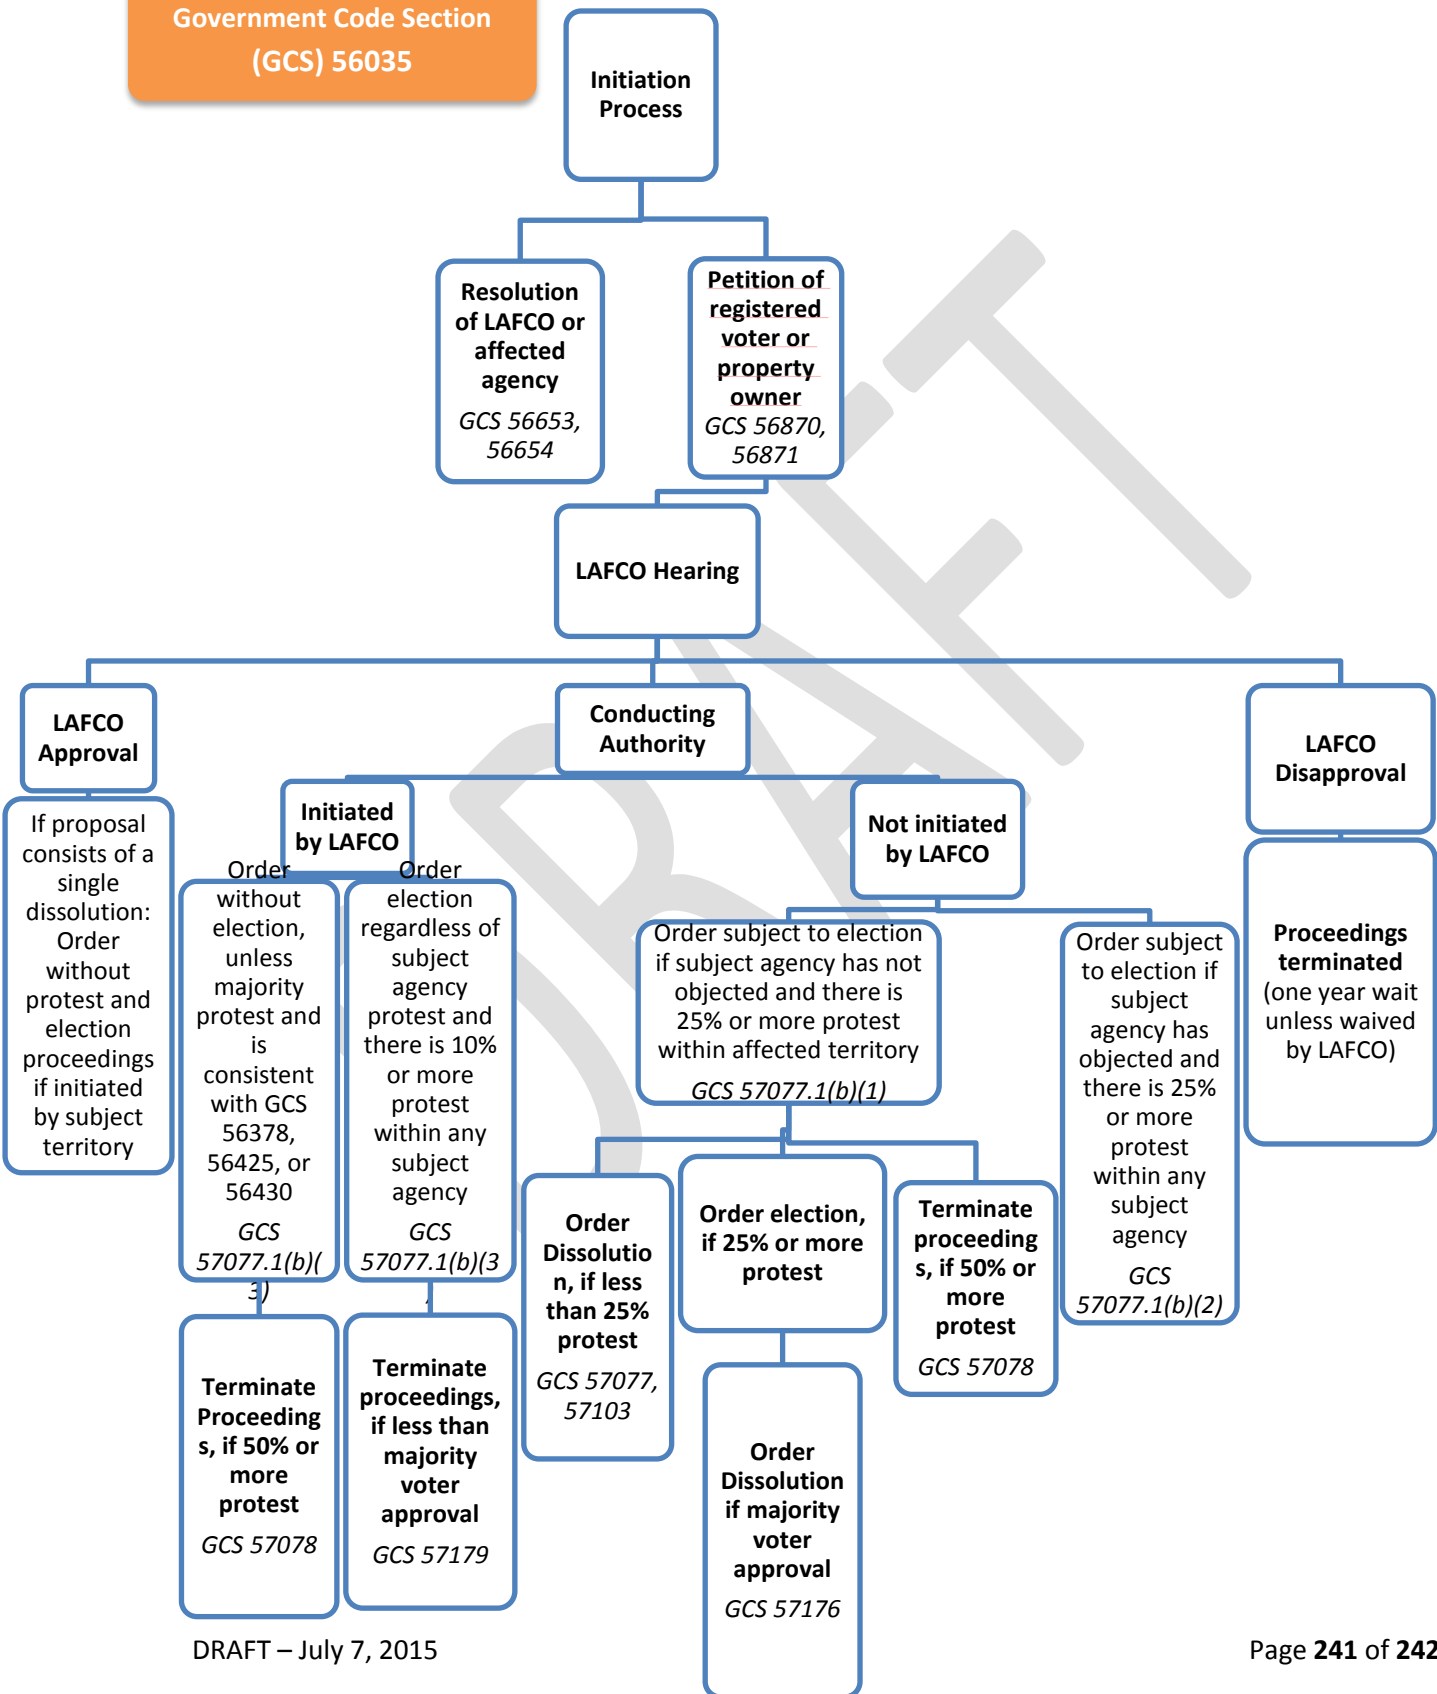 Government Code Section
(GCS) 56035
Initiation
Process
Resolution
of LAFCO or
affected
agency
GCS 56653,
56654
Petition of
registered
voter or
property
owner
GCS 56870,
56871
LAFCO Hearing
LAFCO
Approval
Conducting
Authority
LAFCO
Disapproval
If proposal
consists of a
single
dissolution:
Order
without
protest and
election
proceedings
if initiated
by subject
territory
Initiated
by LAFCO
Not initiated
by LAFCO
Proceedings
terminated
(one year wait
unless waived
by LAFCO)
Order
without
election,
unless
majority
protest and
is
consistent
with GCS
56378,
56425, or
56430
GCS
57077.1(b)(
3)
Order
election
regardless of
subject
agency
protest and
there is 10%
or more
protest
within any
subject
agency
GCS
57077.1(b)(3
)
Order subject to election
if subject agency has not
objected and there is
25% or more protest
within affected territory
GCS 57077.1(b)(1)
Order subject
to election if
subject
agency has
objected and
there is 25%
or more
protest
within any
subject
agency
GCS
57077.1(b)(2)
Terminate
Proceeding
s, if 50% or
more
protest
GCS 57078
Terminate
proceedings,
if less than
majority
voter
approval
GCS 57179
Order
Dissolutio
n, if less
than 25%
protest
GCS 57077,
57103
Order election,
if 25% or more
protest
Terminate
proceeding
s, if 50% or
more
protest
GCS 57078
Order
Dissolution
if majority
voter
approval
GCS 57176
DRAFT
DRAFT – July 7, 2015
Page 241 of 242